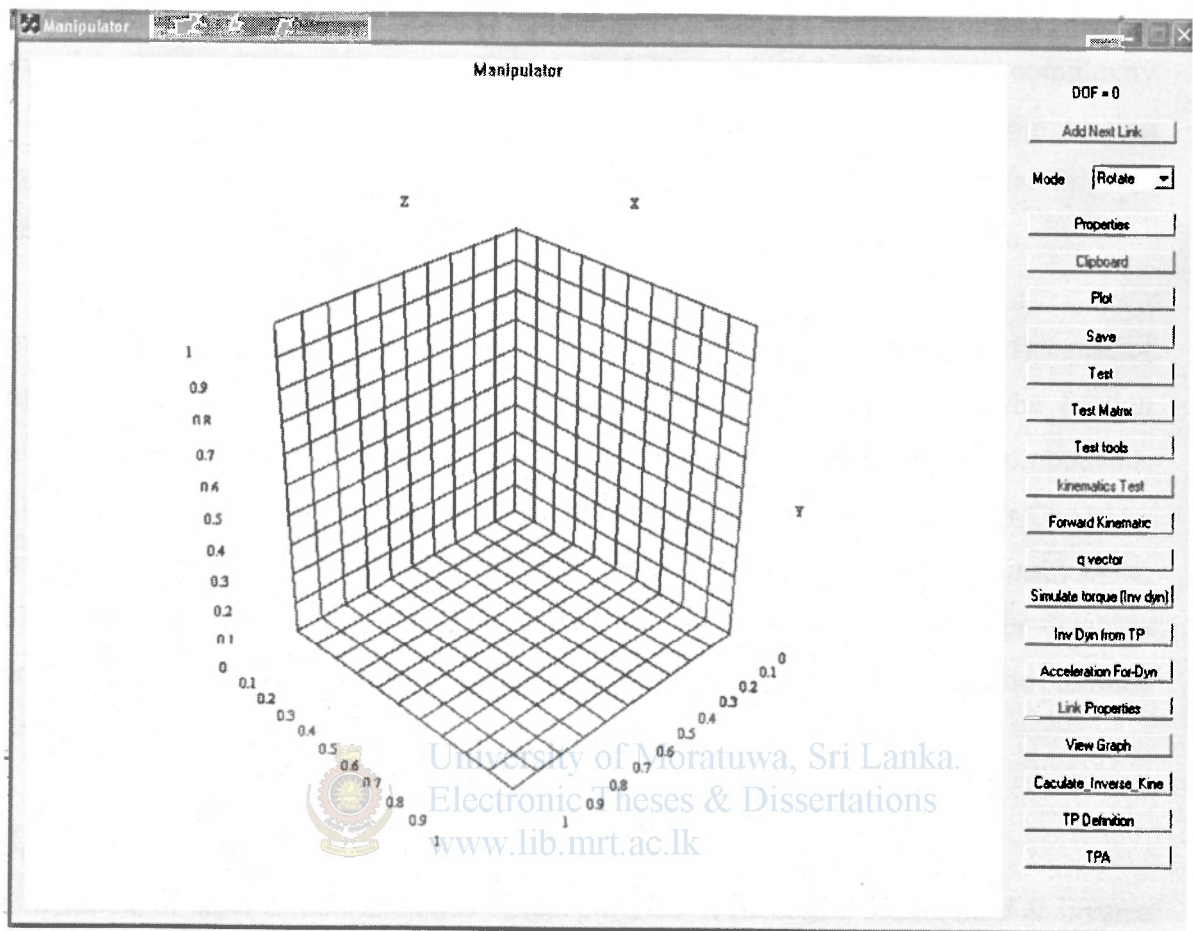 Manipulator
Manipulator
DOF = 0
Add Next Link
Mode Rotate
Properties
Clipboard
Plot
Save
Test
Test Matrix
Test tools
kinematics Test
Forward Kinematic
q vector
Simulate torque (Inv dyn)
Inv Dyn from TP
Acceleration For-Dyn
Link Properties
View Graph
Caculate_Inverse_Kine
TP Definition
TPA
Z
X
Y
1
0.9
0.8
0.7
0.6
0.5
0.4
0.3
0.2
0.1
0
0.1
0.2
0.3
0.4
0.5
0.6
0.7
0.8
0.9
1
0
0.1
0.2
0.3
0.4
0.5
0.6
0.7
0.8
0.9
1
University of Moratuwa, Sri Lanka.
Electronic Theses & Dissertations
www.lib.mrt.ac.lk